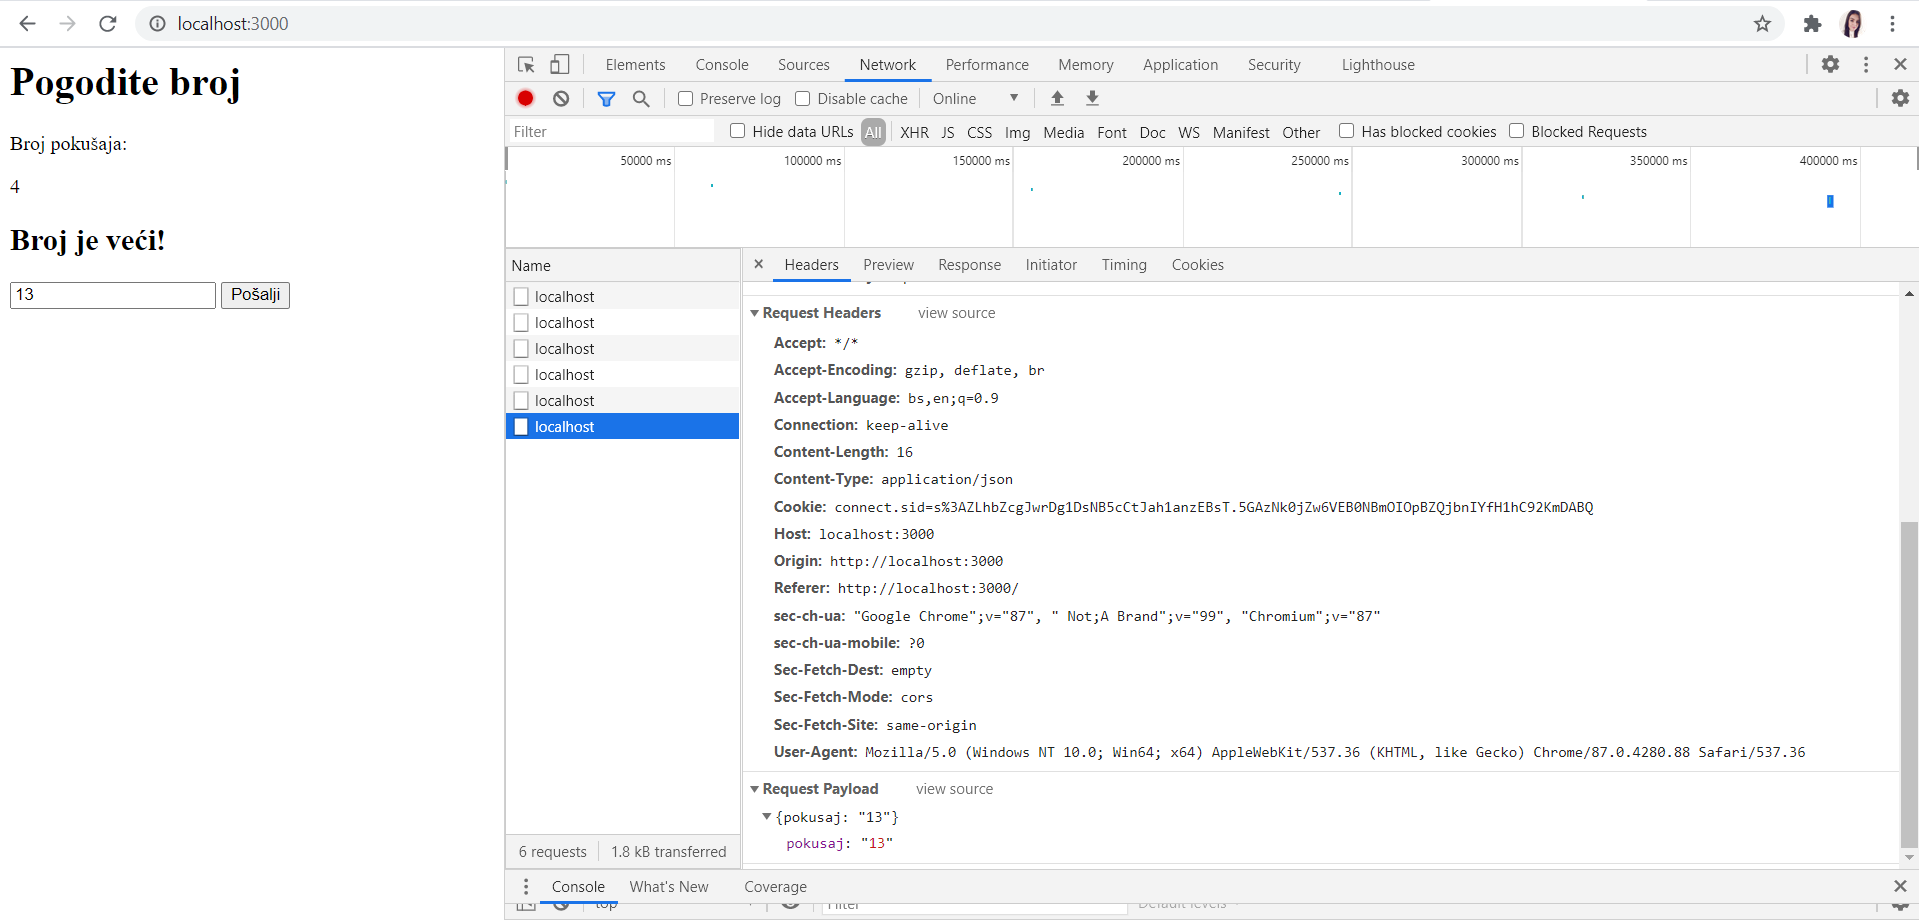 localhost:3000
Pogodite broj
Broj pokušaja:
4
Broj je veći!
13 Pošalji
Elements Console Sources Network Performance Memory Application Security Lighthouse
Preserve log Disable cache Online
Filter Hide data URLs All XHR JS CSS Img Media Font Doc WS Manifest Other Has blocked cookies Blocked Requests
50000 ms 100000 ms 150000 ms 200000 ms 250000 ms 300000 ms 350000 ms 400000 ms
Name
localhost
localhost
localhost
localhost
localhost
localhost
6 requests 1.8 kB transferred
Headers Preview Response Initiator Timing Cookies
Request Headers view source
Accept: */*
Accept-Encoding: gzip, deflate, br
Accept-Language: bs,en;q=0.9
Connection: keep-alive
Content-Length: 16
Content-Type: application/json
Cookie: connect.sid=s%3AZLhbZcgJwrDg1DsNB5cCtJah1anzEBsT.5GAzNk0jZw6VEB0NBmOIOpBZQjbnIYfH1hC92KmDABQ
Host: localhost:3000
Origin: http://localhost:3000
Referer: http://localhost:3000/
sec-ch-ua: "Google Chrome";v="87", " Not;A Brand";v="99", "Chromium";v="87"
sec-ch-ua-mobile: ?0
Sec-Fetch-Dest: empty
Sec-Fetch-Mode: cors
Sec-Fetch-Site: same-origin
User-Agent: Mozilla/5.0 (Windows NT 10.0; Win64; x64) AppleWebKit/537.36 (KHTML, like Gecko) Chrome/87.0.4280.88 Safari/537.36
Request Payload view source
{pokusaj: "13"}
pokusaj: "13"
Console What's New Coverage
top Filter Default levels